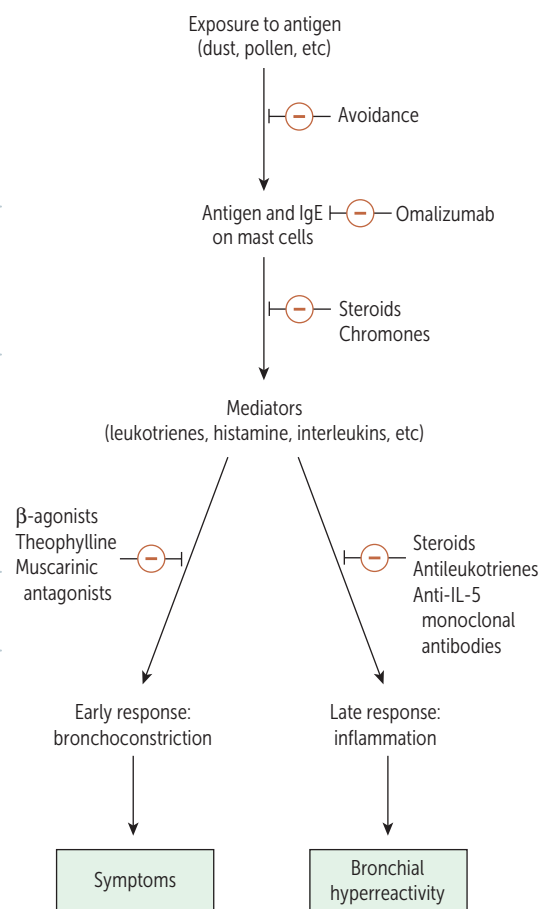 Exposure to antigen
(dust, pollen, etc)
Avoidance
Antigen and IgE
on mast cells
Omalizumab
Steroids
Chromones
Mediators
(leukotrienes, histamine, interleukins, etc)
β-agonists
Theophylline
Muscarinic
antagonists
Steroids
Antileukotrienes
Anti-IL-5
monoclonal
antibodies
Early response:
bronchoconstriction
Late response:
inflammation
Symptoms
Bronchial
hyperreactivity